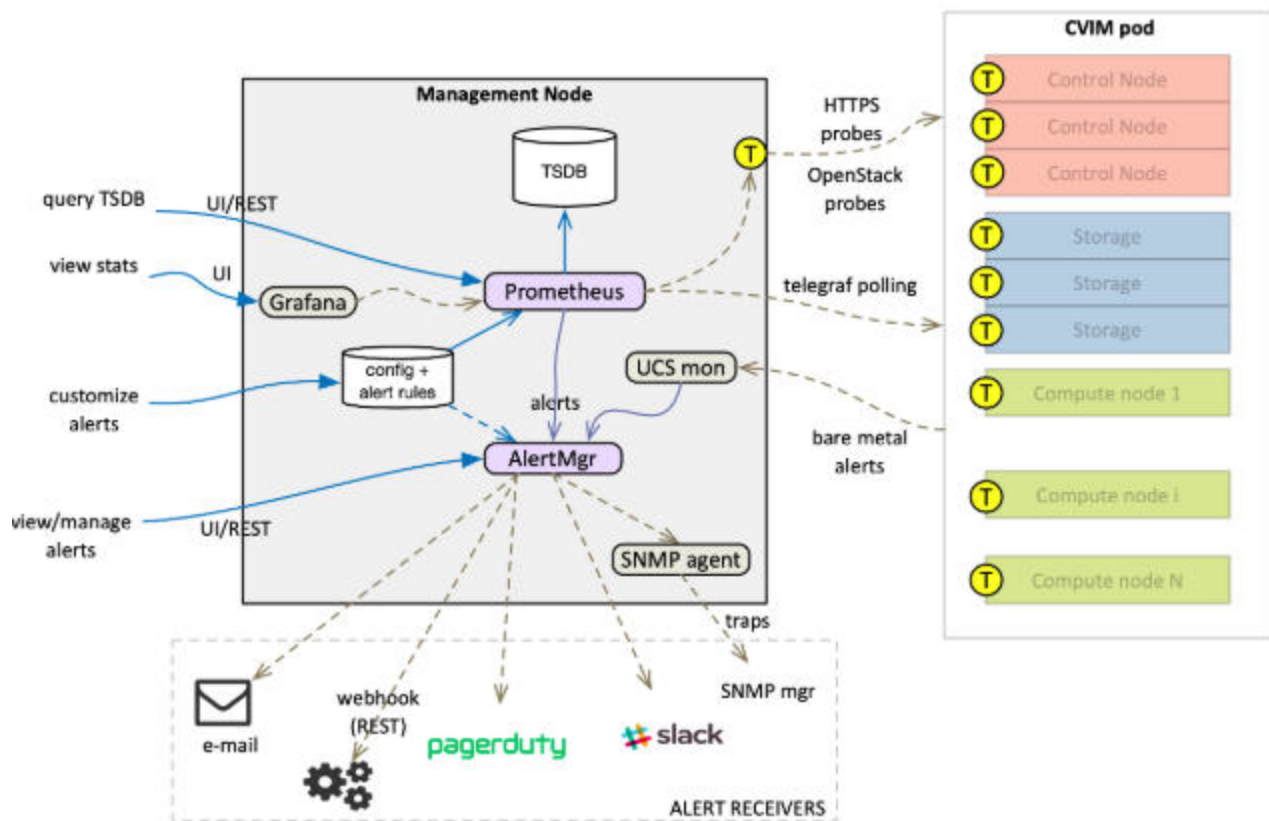 CVIM pod
T Control Node
T Control Node
T Control Node
T Storage
T Storage
T Storage
T Compute node 1
T Compute node i
T Compute node N
Management Node
TSDB
T
HTTPS
probes
OpenStack
probes
query TSDB
UI/REST
view stats
UI
Grafana
Prometheus
telegraf polling
config +
alert rules
UCS mon
customize
alerts
alerts
bare metal
alerts
AlertMgr
view/manage
alerts
UI/REST
SNMP agent
traps
SNMP mgr
webhook
(REST)
e-mail
pagerduty
slack
ALERT RECEIVERS